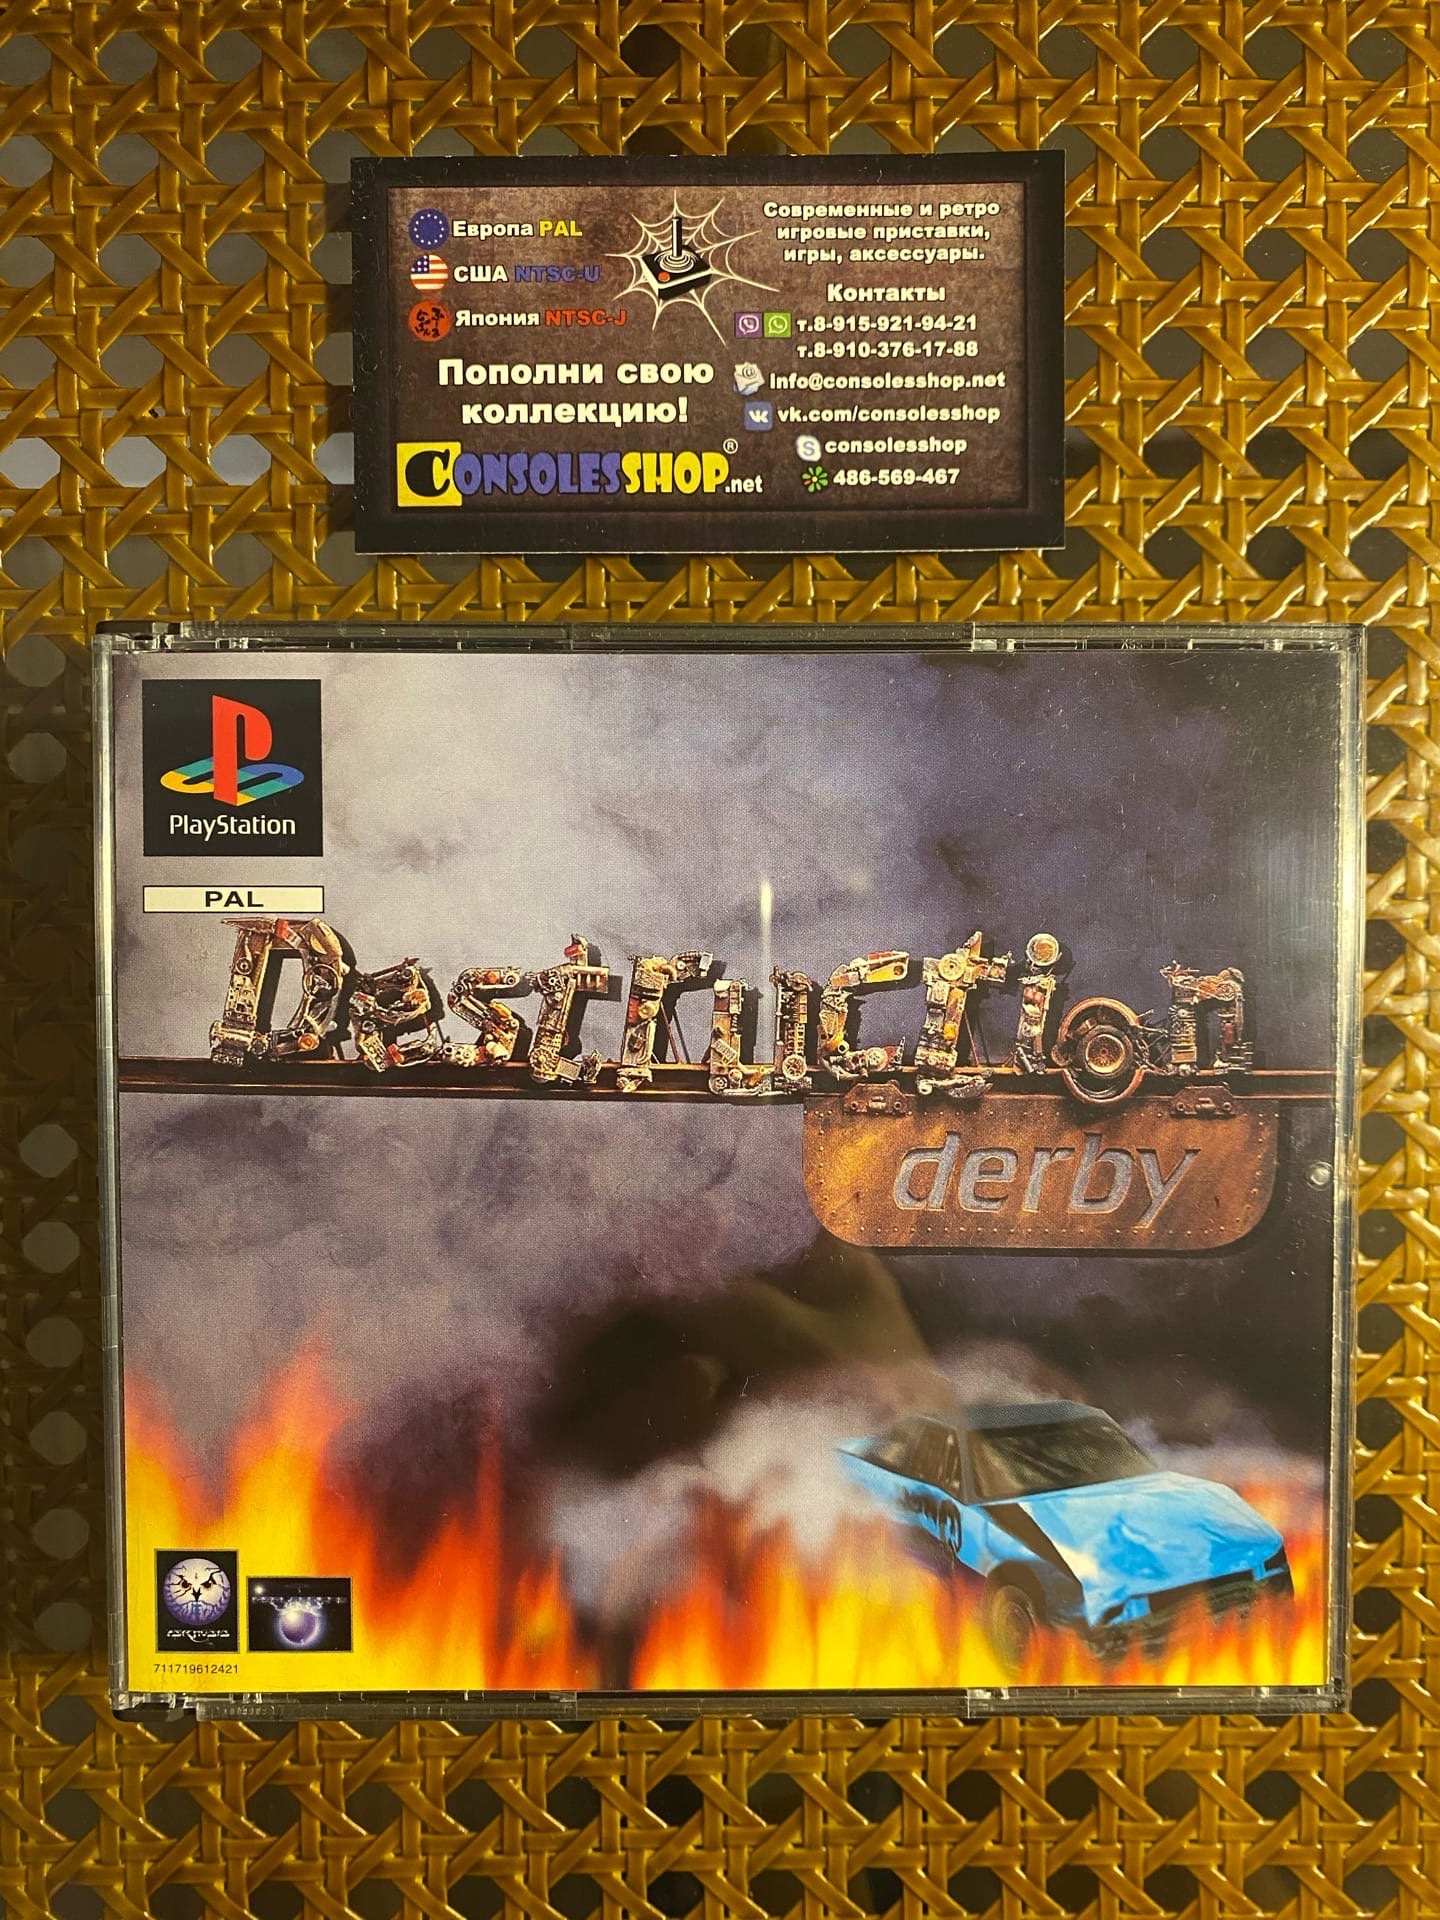 Европа PAL
США NTSC-U
Япония NTSC-J
Пополни свою
коллекцию!
CONSOLESSHOP.net
®
Современные и ретро
игровые приставки,
игры, аксессуары.
Контакты
т.8-915-921-94-21
т.8-910-376-17-88
info@consolesshop.net
vk.com/consolesshop
consolesshop
486-569-467
PlayStation
PAL
Destruction
derby
PSYGNOSIS
711719612421